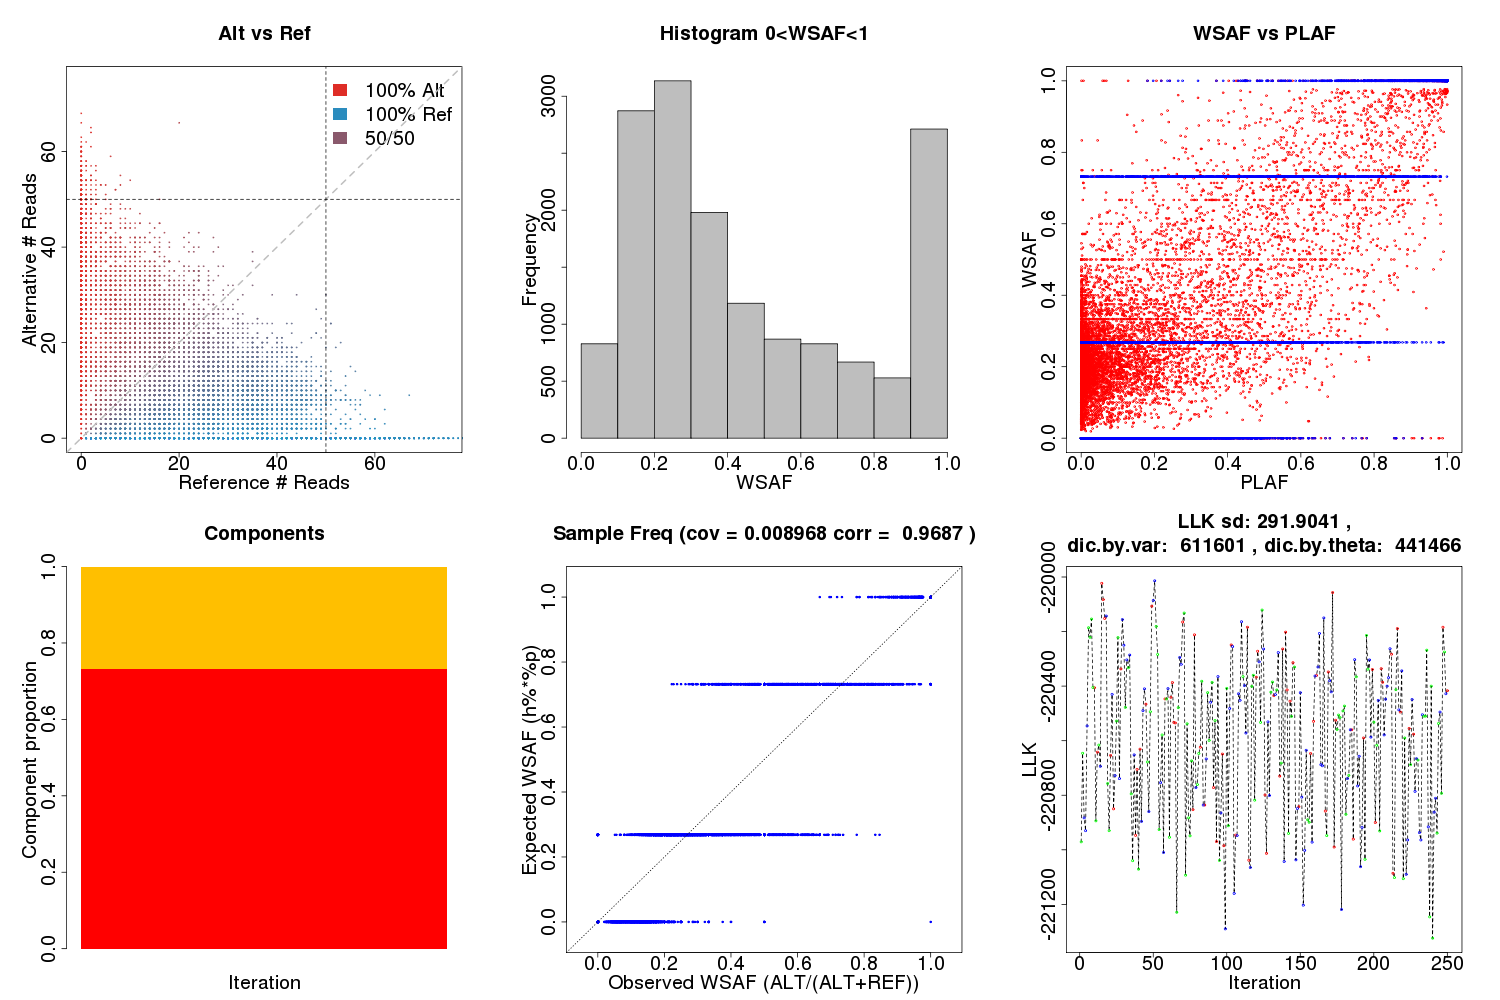 Alt vs Ref
100% Alt
100% Ref
50/50
Alternative # Reads
0 20 40 60
0 20 40 60
Reference # Reads
Histogram 0<WSAF<1
Frequency
0 500 1000 2000 3000
0.0 0.2 0.4 0.6 0.8 1.0
WSAF
WSAF vs PLAF
WSAF
0.0 0.2 0.4 0.6 0.8 1.0
0.0 0.2 0.4 0.6 0.8 1.0
PLAF
Components
Component proportion
0.0 0.2 0.4 0.6 0.8 1.0
Iteration
Sample Freq (cov = 0.008968 corr = 0.9687 )
Expected WSAF (h%*%p)
0.0 0.2 0.4 0.6 0.8 1.0
0.0 0.2 0.4 0.6 0.8 1.0
Observed WSAF (ALT/(ALT+REF))
LLK sd: 291.9041 ,
dic.by.var: 611601 , dic.by.theta: 441466
LLK
-221200 -220800 -220400 -220000
0 50 100 150 200 250
Iteration